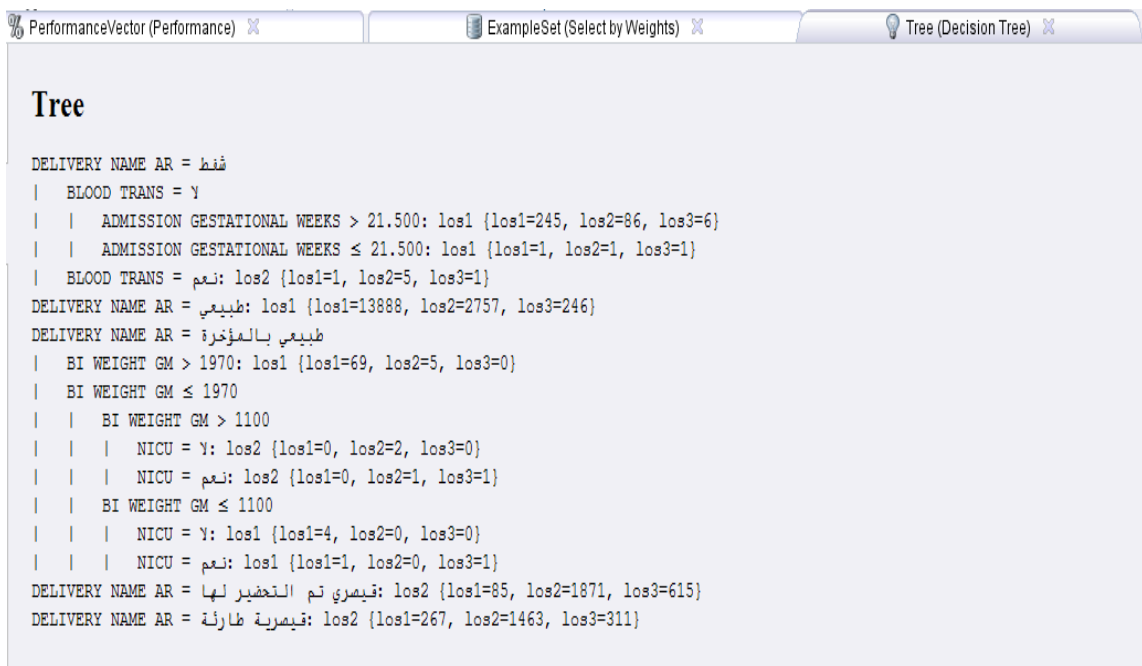 PerformanceVector (Performance)
ExampleSet (Select by Weights)
Tree (Decision Tree)
Tree
DELIVERY NAME AR = شفط
| BLOOD TRANS = لا
| | ADMISSION GESTATIONAL WEEKS > 21.500: los1 {los1=245, los2=86, los3=6}
| | ADMISSION GESTATIONAL WEEKS ≤ 21.500: los1 {los1=1, los2=1, los3=1}
| BLOOD TRANS = نعم: los2 {los1=1, los2=5, los3=1}
DELIVERY NAME AR = طبيعي: los1 {los1=13888, los2=2757, los3=246}
DELIVERY NAME AR = طبيعي بالمؤخرة
| BI WEIGHT GM > 1970: los1 {los1=69, los2=5, los3=0}
| BI WEIGHT GM ≤ 1970
| | BI WEIGHT GM > 1100
| | | NICU = لا: los2 {los1=0, los2=2, los3=0}
| | | NICU = نعم: los2 {los1=0, los2=1, los3=1}
| | BI WEIGHT GM ≤ 1100
| | | NICU = لا: los1 {los1=4, los2=0, los3=0}
| | | NICU = نعم: los1 {los1=1, los2=0, los3=1}
DELIVERY NAME AR = قيصري تم التحضير لها: los2 {los1=85, los2=1871, los3=615}
DELIVERY NAME AR = قيصرية طارئة: los2 {los1=267, los2=1463, los3=311}